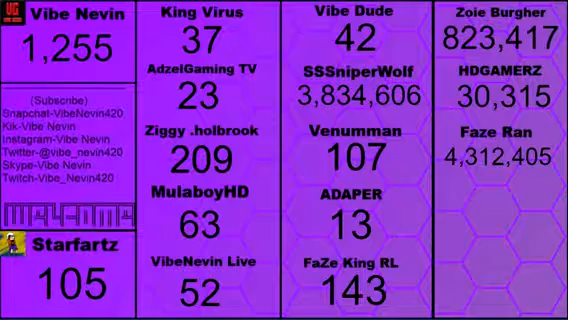 VG
Vibe Nevin
1,255
(Subscribe)
Snapchat-VibeNevin420
Kik-Vibe Nevin
Instagram-Vibe Nevin
Twitter-@vibe_nevin420
Skype-Vibe Nevin
Twitch-Vibe_Nevin420
WELCOME
Starfartz
105
King Virus
37
AdzelGaming TV
23
Ziggy .holbrook
209
MulaboyHD
63
VibeNevin Live
52
Vibe Dude
42
SSSniperWolf
3,834,606
Venumman
107
ADAPER
13
FaZe King RL
143
Zoie Burgher
823,417
HDGAMERZ
30,315
Faze Ran
4,312,405